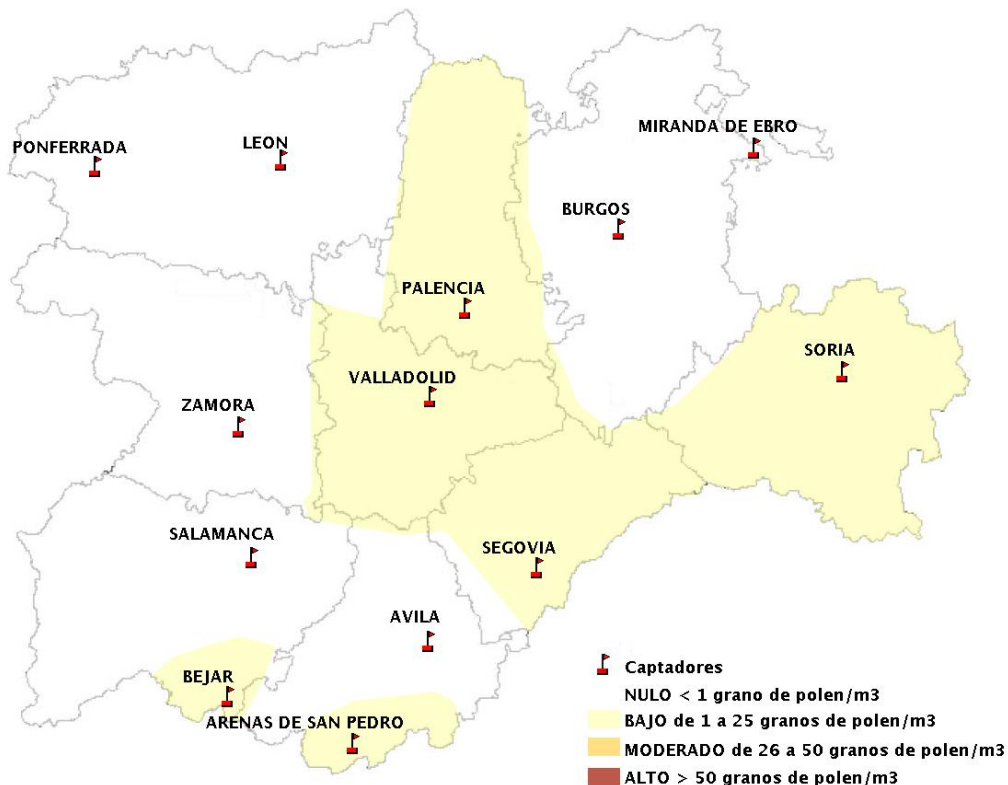 MIRANDA DE EBRO
PONFERRADA
LEON
BURGOS
PALENCIA
SORIA
VALLADOLID
ZAMORA
SALAMANCA
SEGOVIA
AVILA
BEJAR
ARENAS DE SAN PEDRO
Captadores
NULO < 1 grano de polen/m3
BAJO de 1 a 25 granos de polen/m3
MODERADO de 26 a 50 granos de polen/m3
ALTO > 50 granos de polen/m3